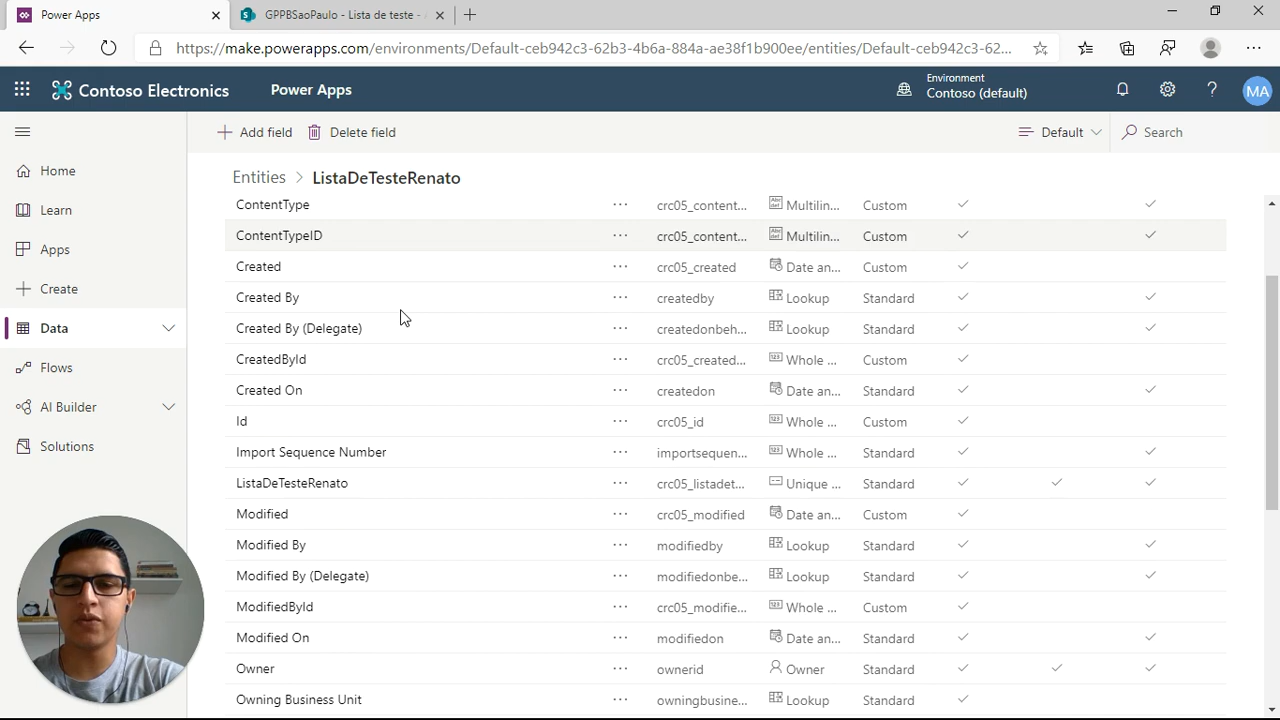 Power Apps
GPPBSaoPaulo - Lista de teste - A
https://make.powerapps.com/environments/Default-ceb942c3-62b3-4b6a-884a-ae38f1b900ee/entities/Default-ceb942c3-62...
Contoso Electronics
Power Apps
Environment
Contoso (default)
MA
Add field
Delete field
Default
Search
Home
Learn
Apps
Create
Data
Flows
AI Builder
Solutions
Entities > ListaDeTesteRenato
ContentType ··· crc05_content... Multilin... Custom
ContentTypeID ··· crc05_content... Multilin... Custom
Created ··· crc05_created Date an... Custom
Created By ··· createdby Lookup Standard
Created By (Delegate) ··· createdonbeh... Lookup Standard
CreatedById ··· crc05_created... Whole ... Custom
Created On ··· createdon Date an... Standard
Id ··· crc05_id Whole ... Custom
Import Sequence Number ··· importsequen... Whole ... Standard
ListaDeTesteRenato ··· crc05_listadet... Unique ... Standard
Modified ··· crc05_modified Date an... Custom
Modified By ··· modifiedby Lookup Standard
Modified By (Delegate) ··· modifiedonbe... Lookup Standard
ModifiedById ··· crc05_modifie... Whole ... Custom
Modified On ··· modifiedon Date an... Standard
Owner ··· ownerid Owner Standard
Owning Business Unit ··· owningbusine... Lookup Standard